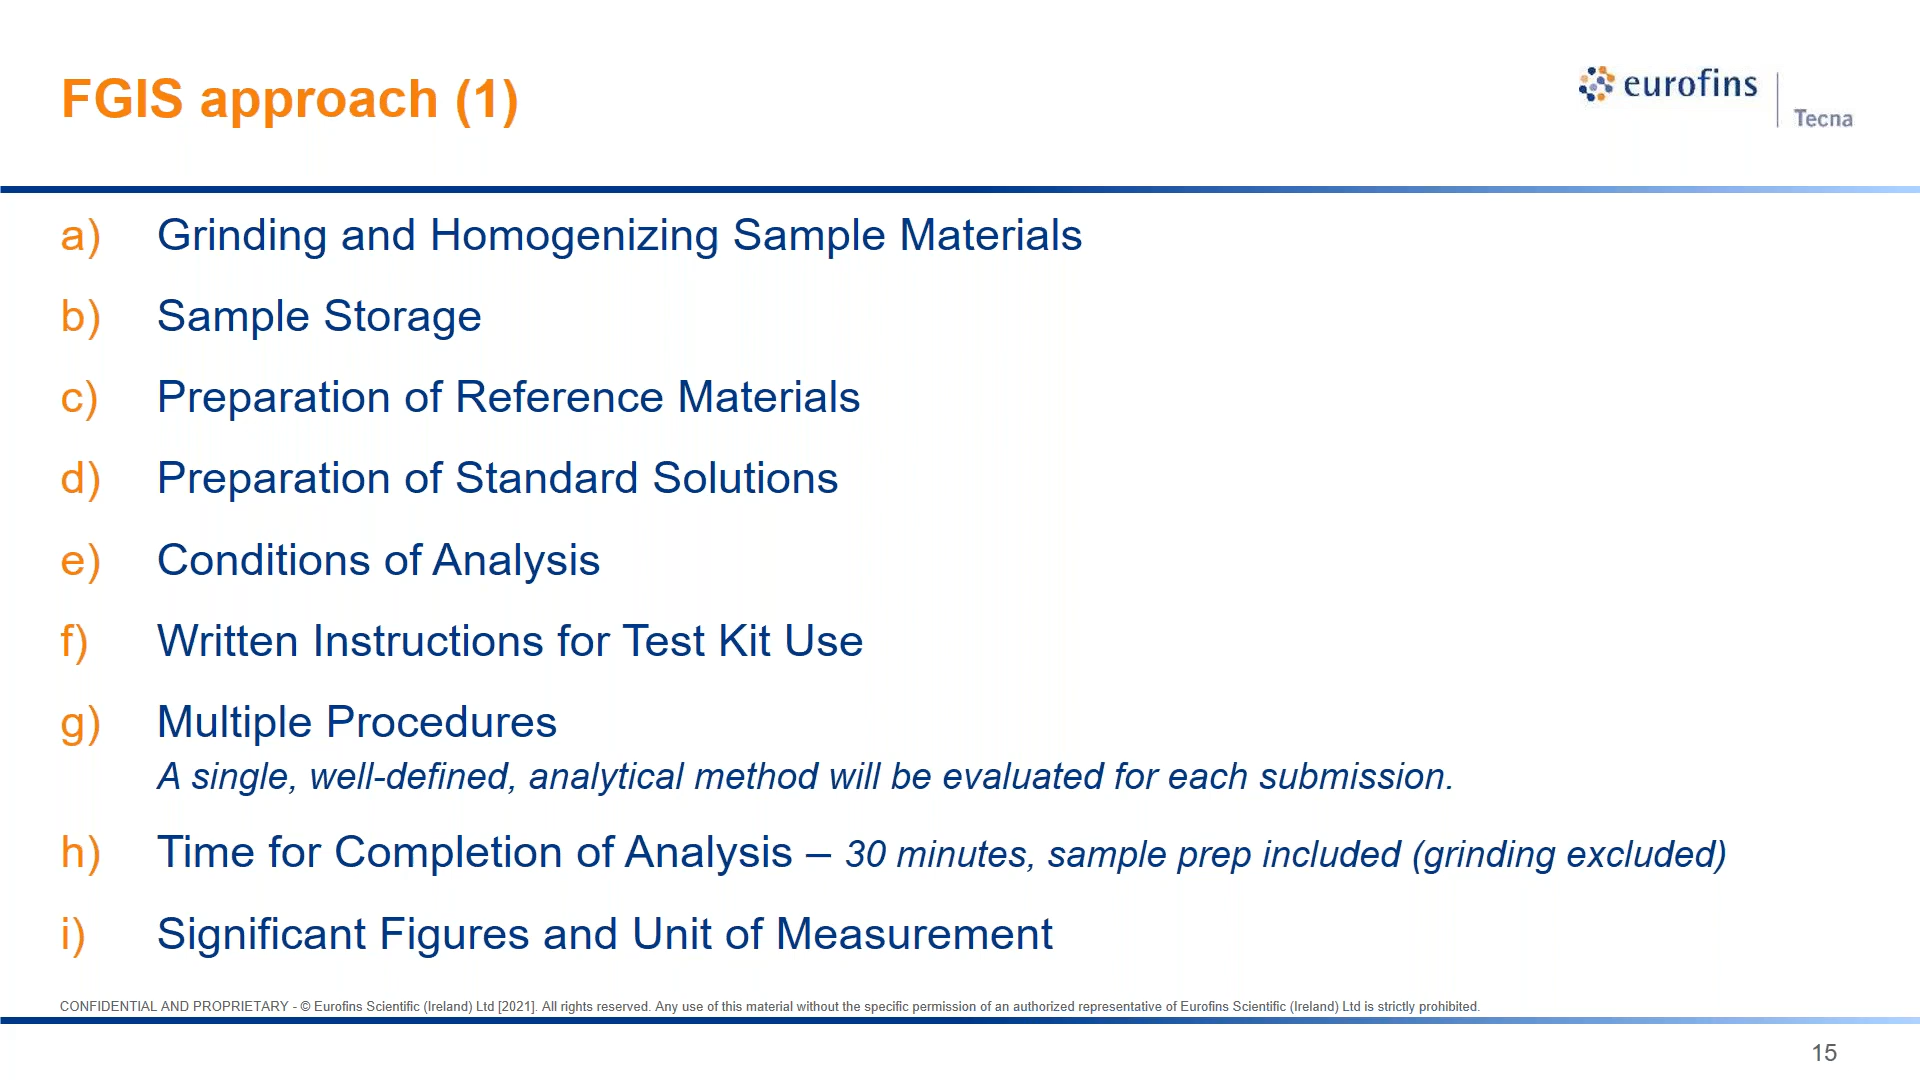 FGIS approach (1)
eurofins
Tecna
a) Grinding and Homogenizing Sample Materials
b) Sample Storage
c) Preparation of Reference Materials
d) Preparation of Standard Solutions
e) Conditions of Analysis
f) Written Instructions for Test Kit Use
g) Multiple Procedures
A single, well-defined, analytical method will be evaluated for each submission.
h) Time for Completion of Analysis – 30 minutes, sample prep included (grinding excluded)
i) Significant Figures and Unit of Measurement
CONFIDENTIAL AND PROPRIETARY - © Eurofins Scientific (Ireland) Ltd [2021]. All rights reserved. Any use of this material without the specific permission of an authorized representative of Eurofins Scientific (Ireland) Ltd is strictly prohibited.
15